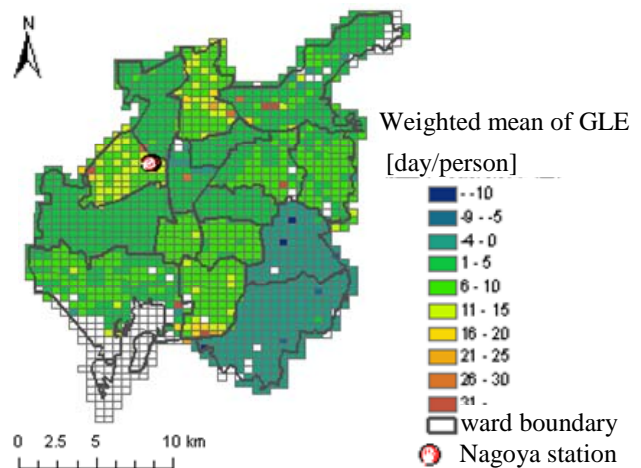 N
Weighted mean of GLE
[day/person]
- -10
-9 - -5
-4 - 0
1 - 5
6 - 10
11 - 15
16 - 20
21 - 25
26 - 30
31 -
ward boundary
Nagoya station
0 2.5 5 10 km